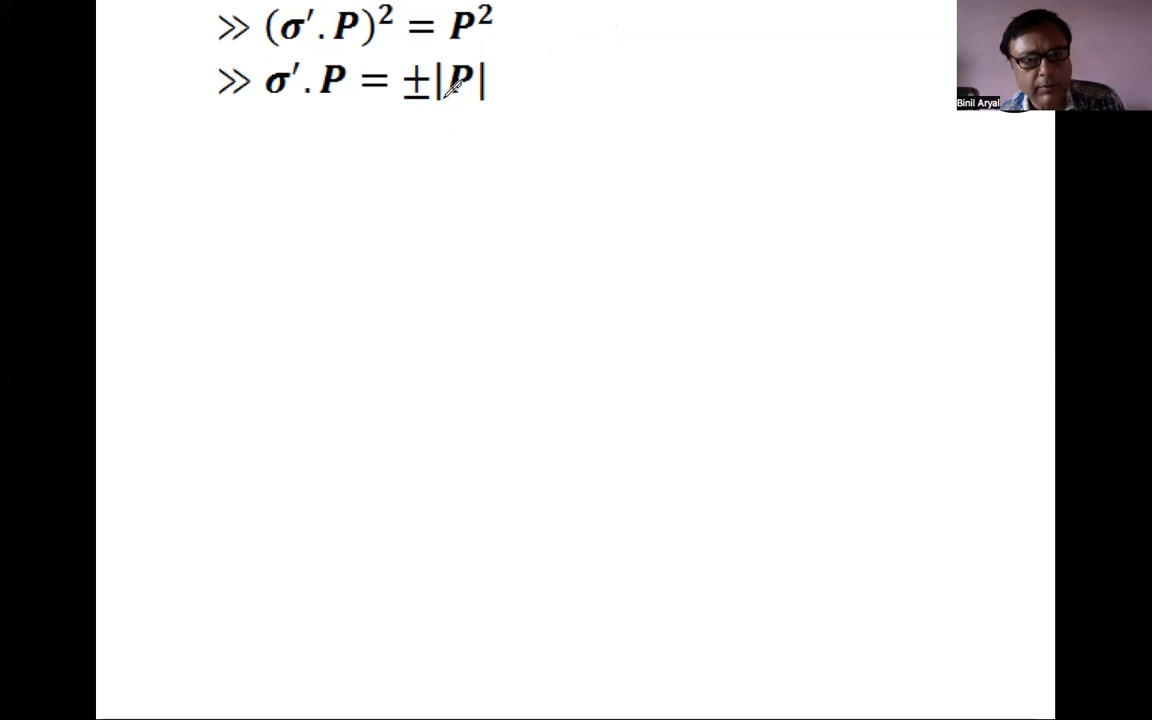 ≫ (σ′.P)² = P²
≫ σ′.P = ±|P|
Binil Aryal